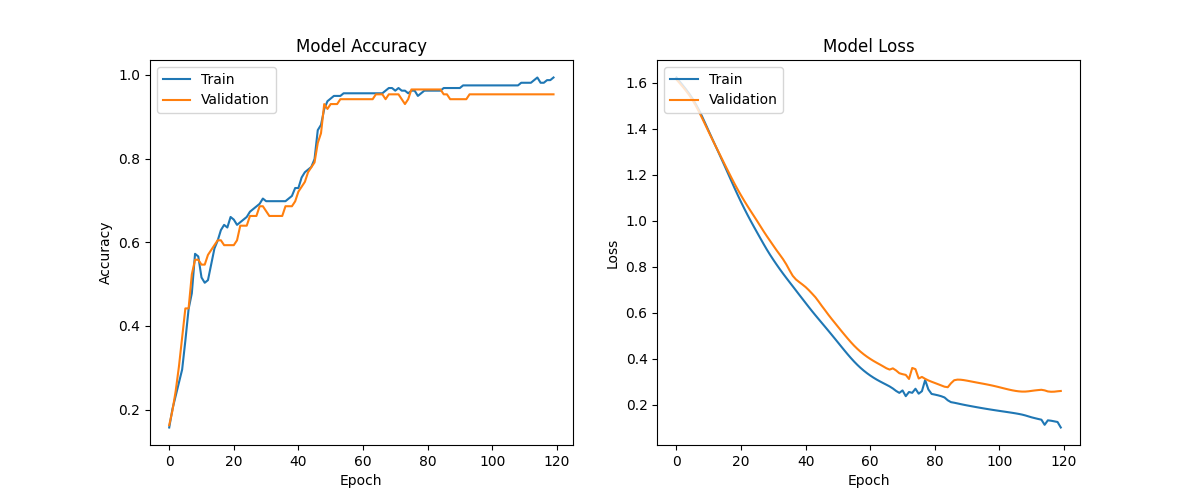 Model Accuracy
Train
Validation
1.0
0.8
0.6
0.4
0.2
Accuracy
0 20 40 60 80 100 120
Epoch
Model Loss
Train
Validation
1.6
1.4
1.2
1.0
0.8
0.6
0.4
0.2
Loss
0 20 40 60 80 100 120
Epoch